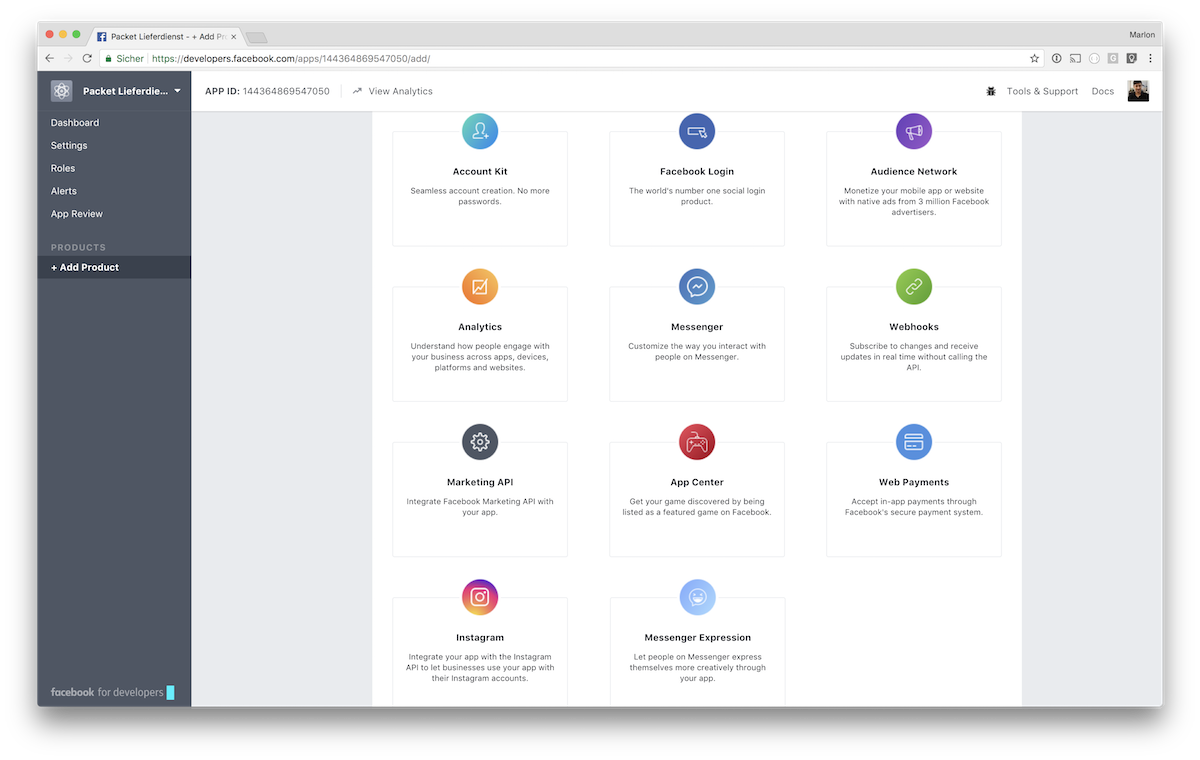 Packet Lieferdienst - + Add Pr
Marlon
Sicher https://developers.facebook.com/apps/144364869547050/add/
Packet Lieferdie...
APP ID: 144364869547050
View Analytics
Tools & Support
Docs
Dashboard
Settings
Roles
Alerts
App Review
PRODUCTS
+ Add Product
facebook for developers
Account Kit
Seamless account creation. No more
passwords.
Facebook Login
The world's number one social login
product.
Audience Network
Monetize your mobile app or website
with native ads from 3 million Facebook
advertisers.
Analytics
Understand how people engage with
your business across apps, devices,
platforms and websites.
Messenger
Customize the way you interact with
people on Messenger.
Webhooks
Subscribe to changes and receive
updates in real time without calling the
API.
Marketing API
Integrate Facebook Marketing API with
your app.
App Center
Get your game discovered by being
listed as a featured game on Facebook.
Web Payments
Accept in-app payments through
Facebook's secure payment system.
Instagram
Integrate your app with the Instagram
API to let businesses use your app with
their Instagram accounts.
Messenger Expression
Let people on Messenger express
themselves more creatively through
your app.